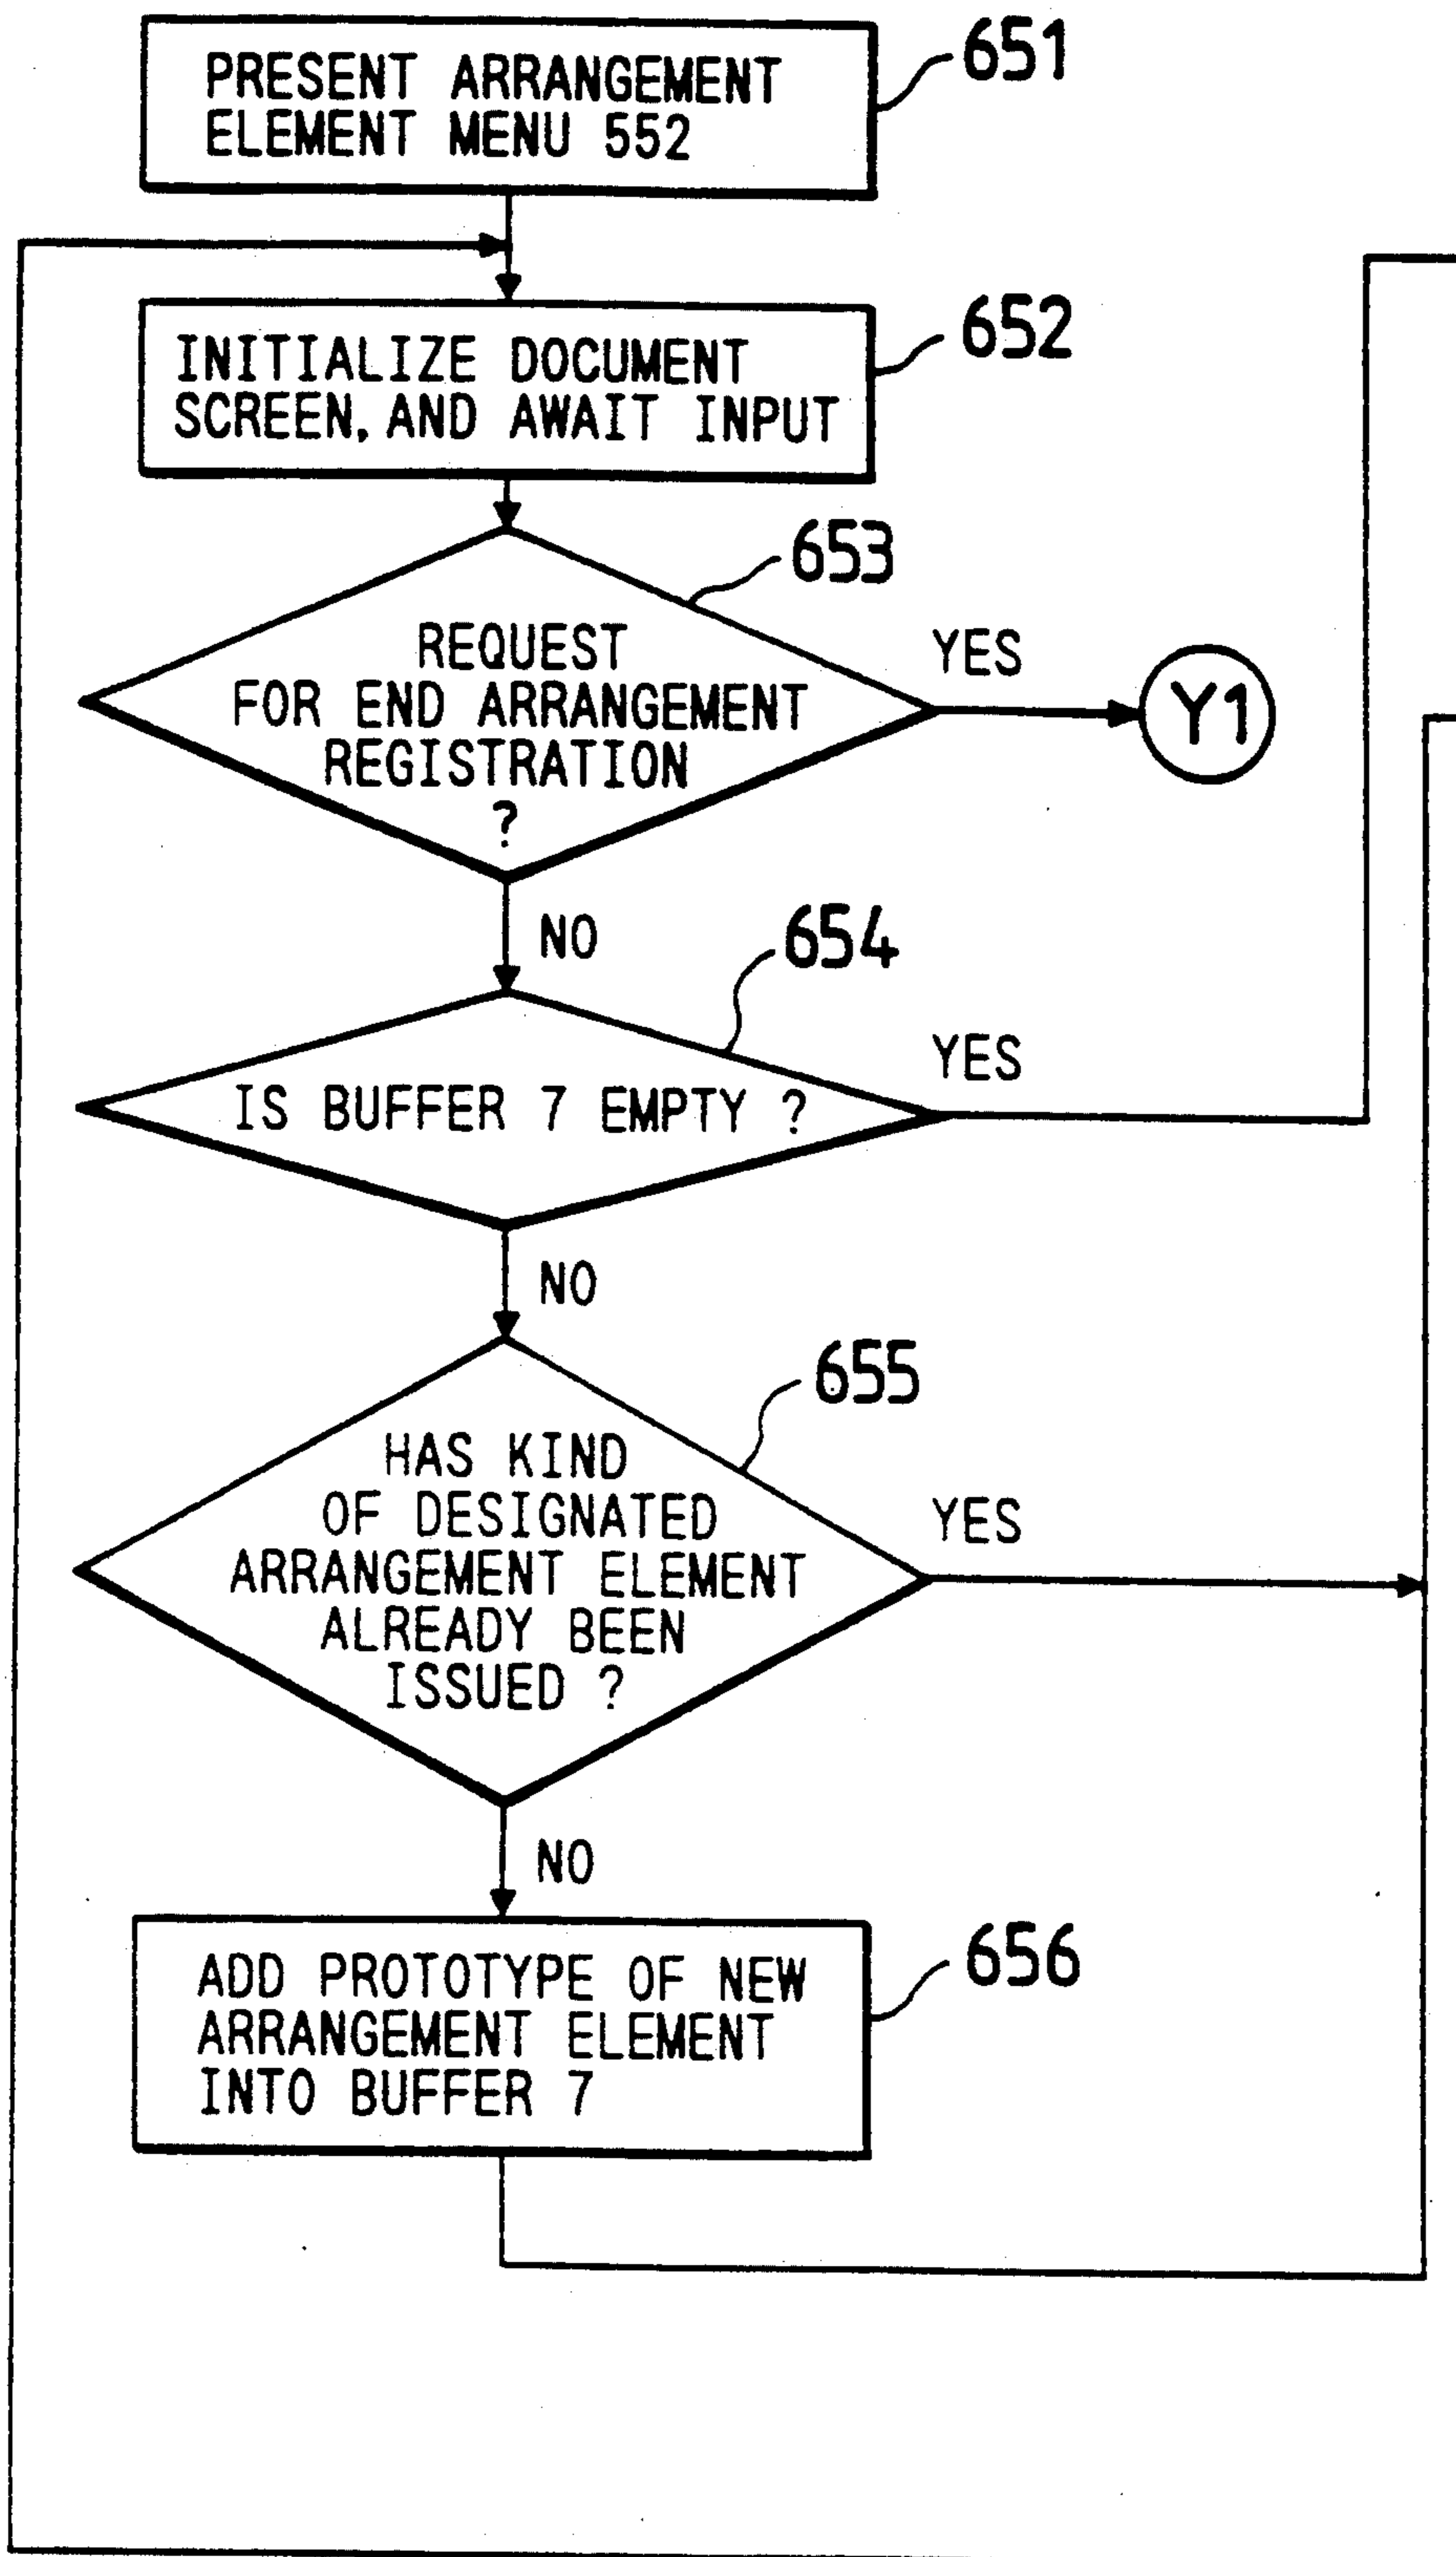 PRESENT ARRANGEMENT
ELEMENT MENU 552
651
INITIALIZE DOCUMENT
SCREEN, AND AWAIT INPUT
652
653
REQUEST
FOR END ARRANGEMENT
REGISTRATION
?
YES
Y1
NO
654
IS BUFFER 7 EMPTY ?
YES
NO
655
HAS KIND
OF DESIGNATED
ARRANGEMENT ELEMENT
ALREADY BEEN
ISSUED ?
YES
NO
656
ADD PROTOTYPE OF NEW
ARRANGEMENT ELEMENT
INTO BUFFER 7